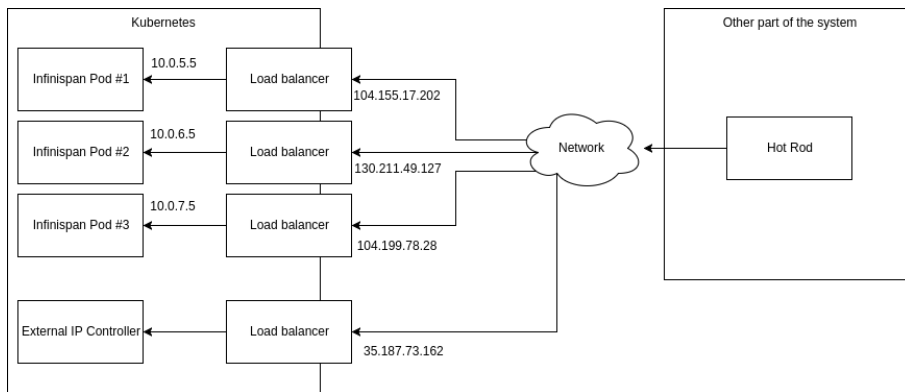 Kubernetes
Other part of the system
Infinispan Pod #1
10.0.5.5
Load balancer
104.155.17.202
Infinispan Pod #2
10.0.6.5
Load balancer
130.211.49.127
Network
Hot Rod
Infinispan Pod #3
10.0.7.5
Load balancer
104.199.78.28
External IP Controller
Load balancer
35.187.73.162